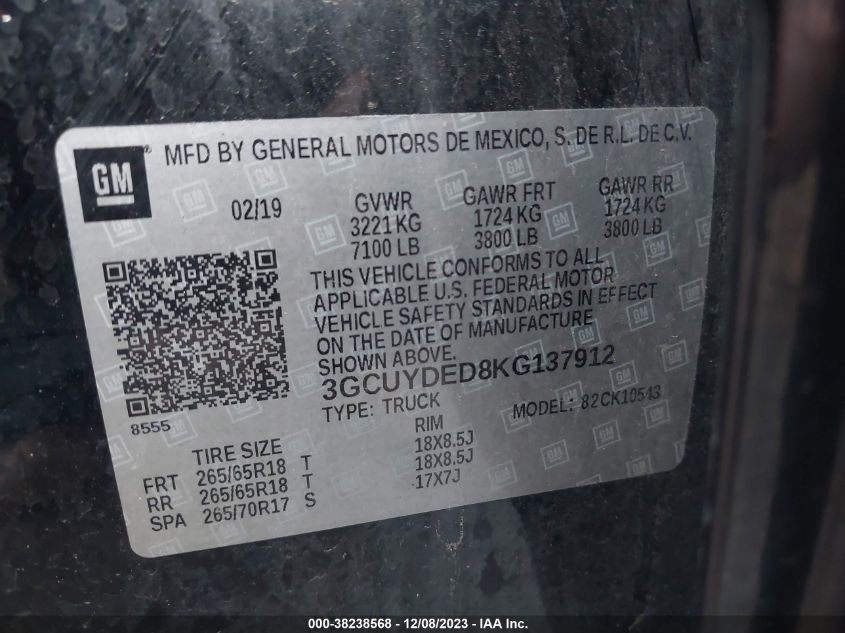 GM
MFD BY GENERAL MOTORS DE MEXICO, S. DE R.L. DE C.V.
02/19
GVWR GAWR FRT GAWR RR
3221 KG 1724 KG 1724 KG
7100 LB 3800 LB 3800 LB
THIS VEHICLE CONFORMS TO ALL
APPLICABLE U.S. FEDERAL MOTOR
VEHICLE SAFETY STANDARDS IN EFFECT
ON THE DATE OF MANUFACTURE
SHOWN ABOVE.
3GCUYDED8KG137912
TYPE: TRUCK MODEL: 82CK10543
8555
TIRE SIZE RIM
FRT 265/65R18 T 18X8.5J
RR 265/65R18 T 18X8.5J
SPA 265/70R17 S 17X7J
000-38238568 - 12/08/2023 - IAA Inc.